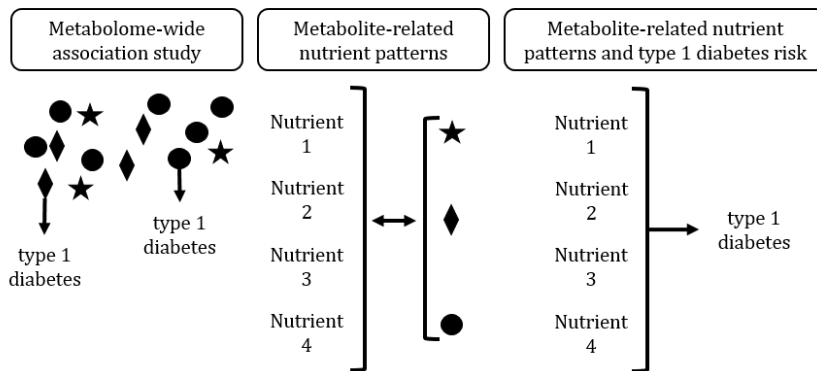 Metabolome-wide
association study
type 1
diabetes
type 1
diabetes
Metabolite-related
nutrient patterns
Nutrient
1
Nutrient
2
Nutrient
3
Nutrient
4
Metabolite-related nutrient
patterns and type 1 diabetes risk
Nutrient
1
Nutrient
2
Nutrient
3
Nutrient
4
type 1
diabetes